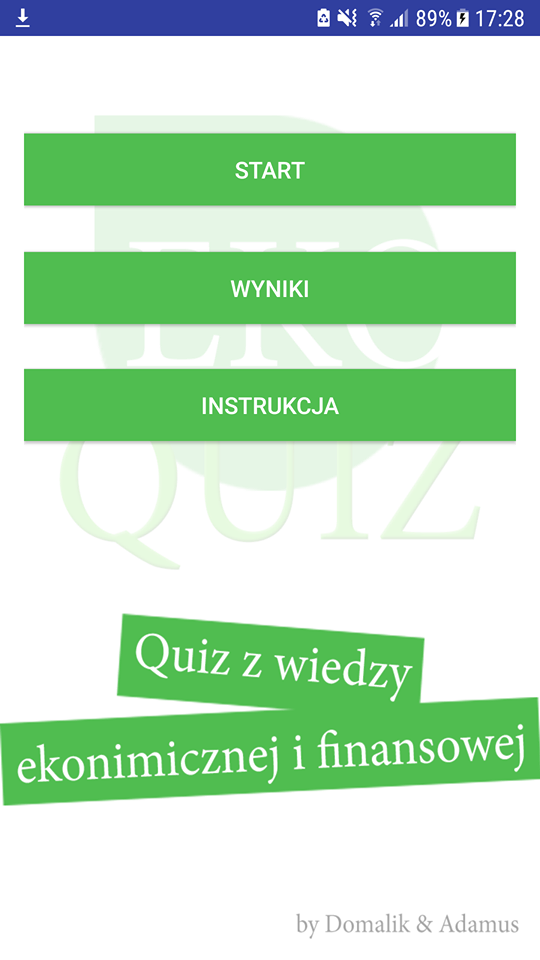 89% 17:28
START
EKO
WYNIKI
INSTRUKCJA
QUIZ
Quiz z wiedzy
ekonimicznej i finansowej
by Domalik & Adamus